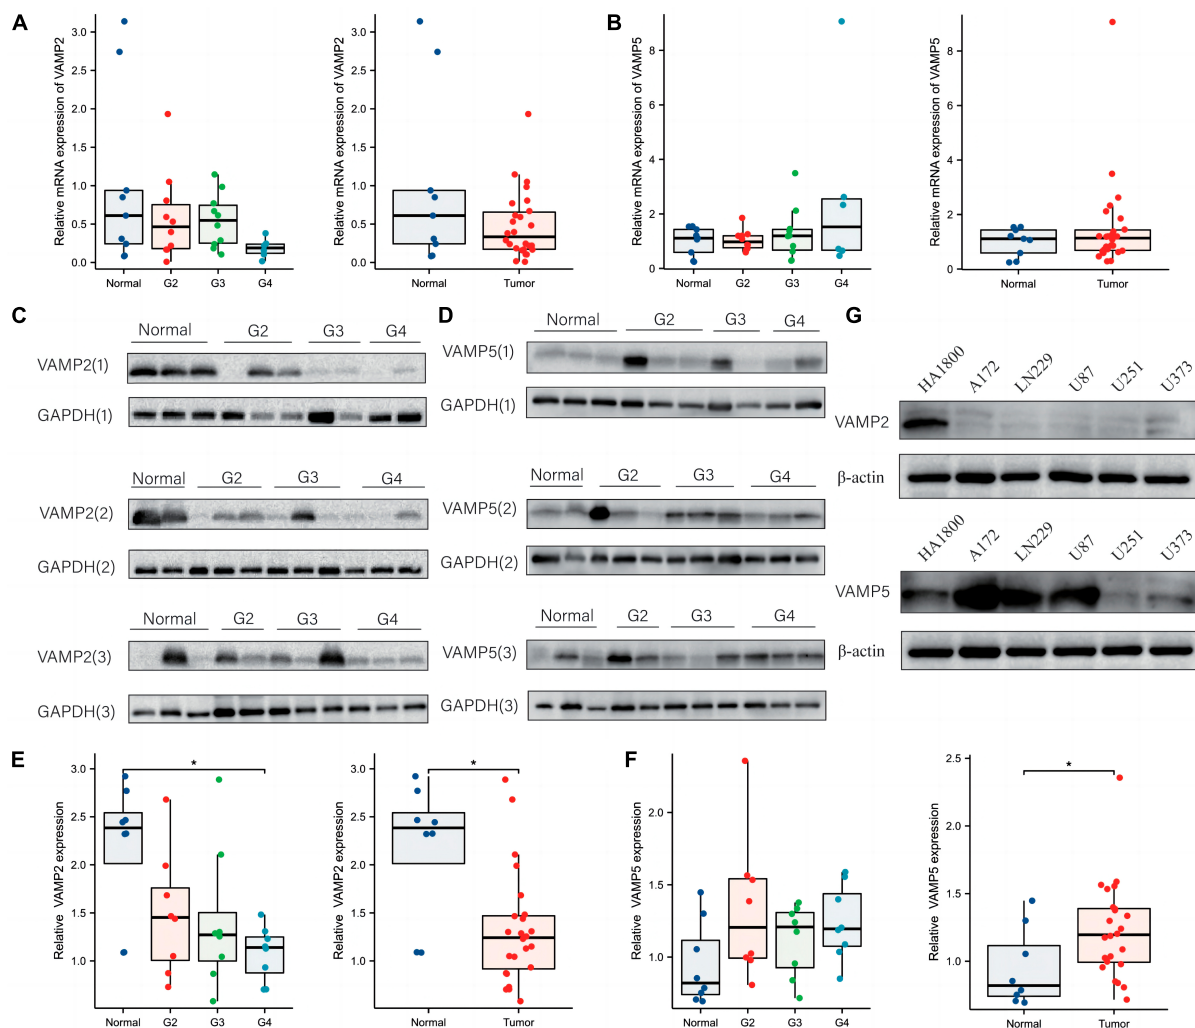 A
Relative mRNA expression of VAMP2
3.0
2.5
2.0
1.5
1.0
0.5
0.0
Normal G2 G3 G4
Relative mRNA expression of VAMP2
3.0
2.5
2.0
1.5
1.0
0.5
0.0
Normal Tumor
B
Relative mRNA expression of VAMP5
8
6
4
2
0
Normal G2 G3 G4
Relative mRNA expression of VAMP5
8
6
4
2
0
Normal Tumor
C
Normal G2 G3 G4
VAMP2(1)
GAPDH(1)
Normal G2 G3 G4
VAMP2(2)
GAPDH(2)
Normal G2 G3 G4
VAMP2(3)
GAPDH(3)
D
Normal G2 G3 G4
VAMP5(1)
GAPDH(1)
Normal G2 G3 G4
VAMP5(2)
GAPDH(2)
Normal G2 G3 G4
VAMP5(3)
GAPDH(3)
G
HA1800 A172 LN229 U87 U251 U373
VAMP2
β-actin
HA1800 A172 LN229 U87 U251 U373
VAMP5
β-actin
E
Relative VAMP2 expression
3.0
2.5
2.0
1.5
1.0
*
Normal G2 G3 G4
Relative VAMP2 expression
3.0
2.5
2.0
1.5
1.0
*
Normal Tumor
F
Relative VAMP5 expression
2.0
1.5
1.0
Normal G2 G3 G4
Relative VAMP5 expression
2.5
2.0
1.5
1.0
*
Normal Tumor